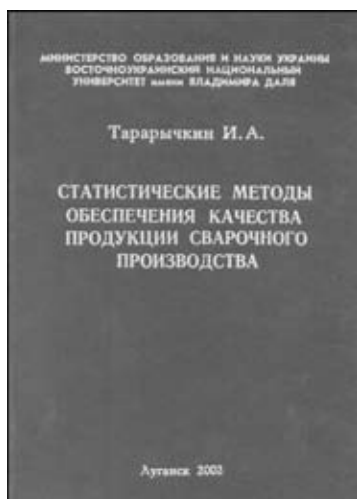 МИНИСТЕРСТВО ОБРАЗОВАНИЯ И НАУКИ УКРАИНЫ
ВОСТОЧНОУКРАИНСКИЙ НАЦИОНАЛЬНЫЙ
УНИВЕРСИТЕТ имени ВЛАДИМИРА ДАЛЯ
Тарарычкин И. А.
СТАТИСТИЧЕСКИЕ МЕТОДЫ
ОБЕСПЕЧЕНИЯ КАЧЕСТВА
ПРОДУКЦИИ СВАРОЧНОГО
ПРОИЗВОДСТВА
Луганск 2002